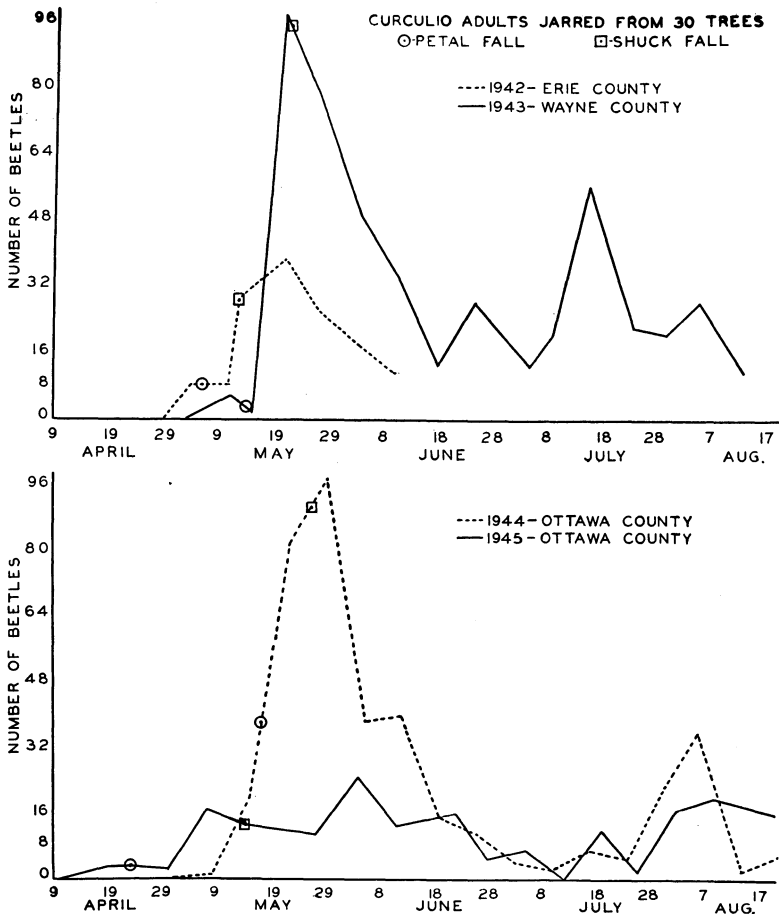 CURCULIO ADULTS JARRED FROM 30 TREES
⊙-PETAL FALL ⊡-SHUCK FALL
1942- ERIE COUNTY
1943- WAYNE COUNTY
NUMBER OF BEETLES
96
80
64
48
32
16
8
0
9 19 29 9 19 29 8 18 28 8 18 28 7 17
APRIL MAY JUNE JULY AUG.
1944- OTTAWA COUNTY
1945- OTTAWA COUNTY
NUMBER OF BEETLES
96
80
64
48
32
16
8
0
9 19 29 9 19 29 8 18 28 8 18 28 7 17
APRIL MAY JUNE JULY AUG.